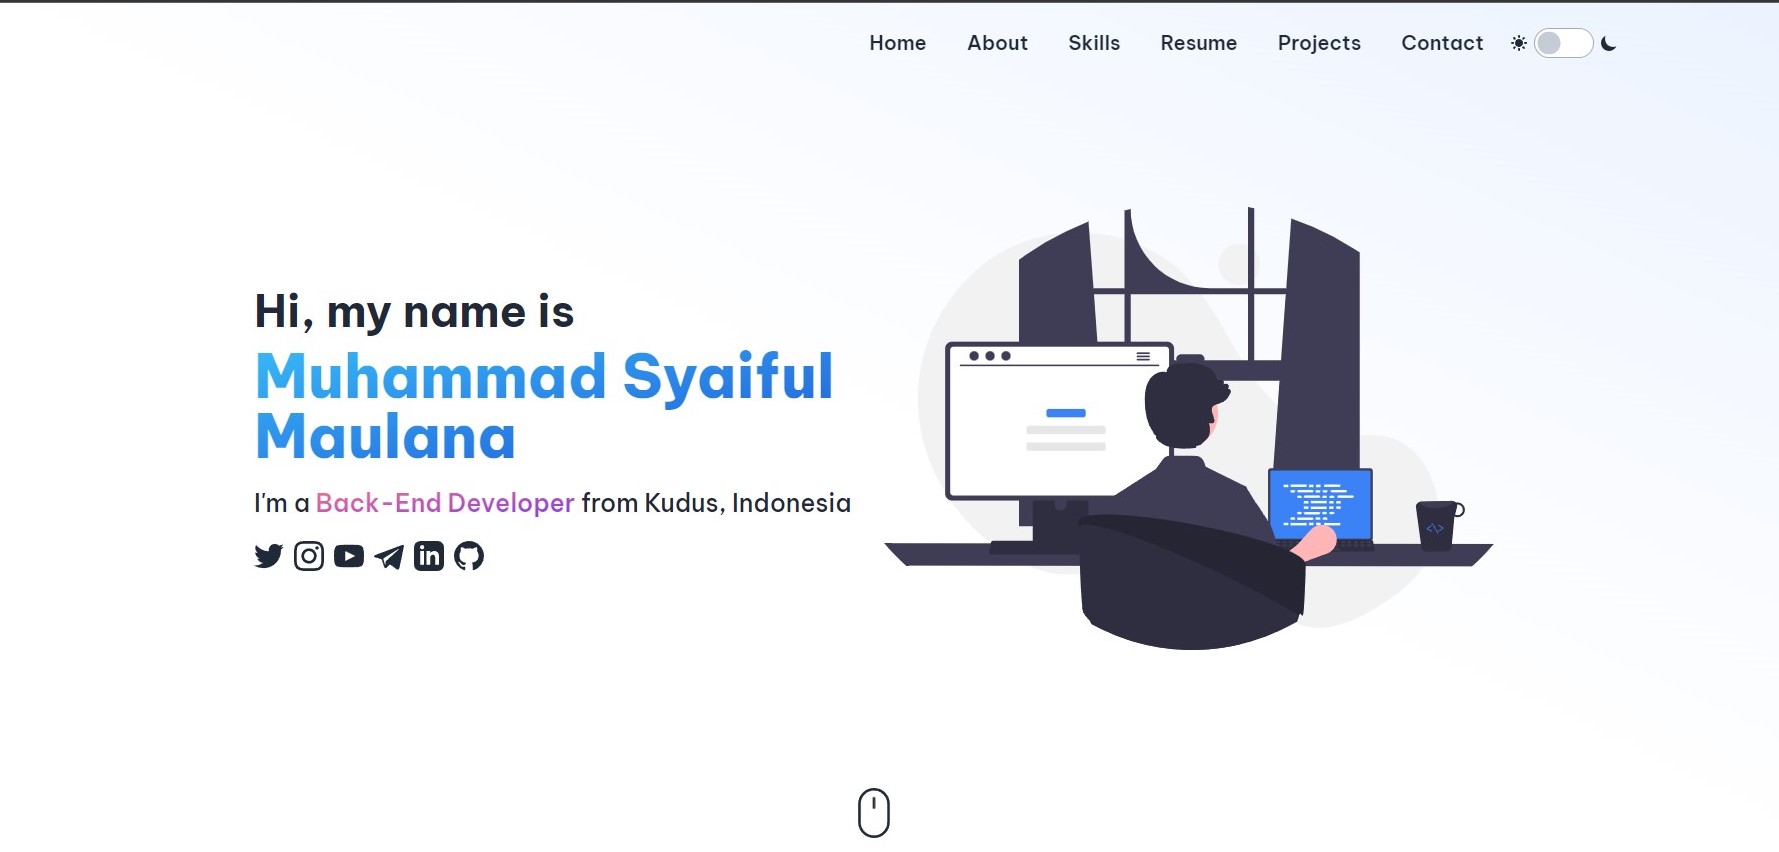 Home About Skills Resume Projects Contact
Hi, my name is
Muhammad Syaiful
Maulana
I'm a Back-End Developer from Kudus, Indonesia
in